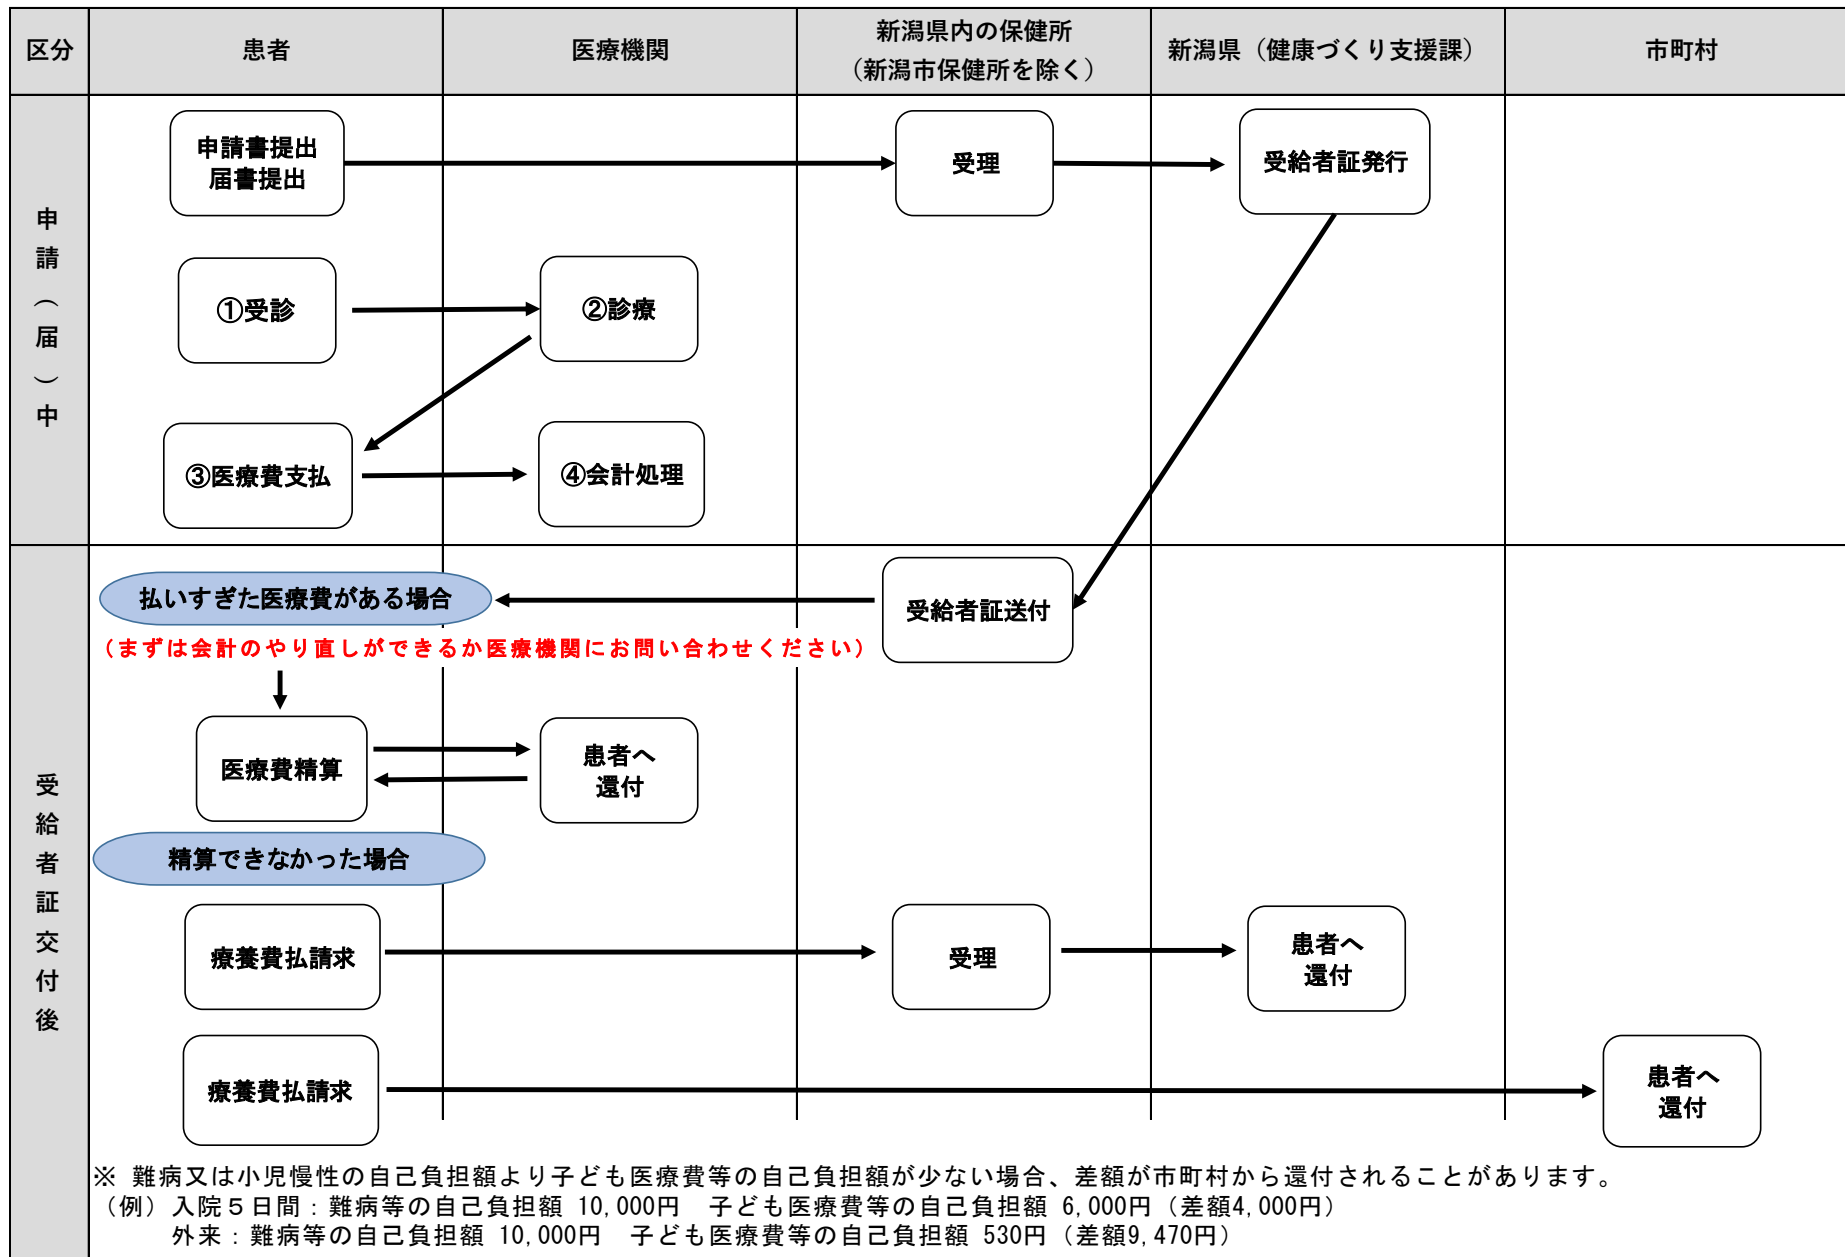 区分
患者
医療機関
新潟県内の保健所
（新潟市保健所を除く）
新潟県（健康づくり支援課）
市町村
申請（届）中
申請書提出
届書提出
受理
受給者証発行
①受診
②診療
③医療費支払
④会計処理
受給者証交付後
払いすぎた医療費がある場合
受給者証送付
（まずは会計のやり直しができるか医療機関にお問い合わせください）
医療費精算
患者へ
還付
精算できなかった場合
療養費払請求
受理
患者へ
還付
療養費払請求
患者へ
還付
※ 難病又は小児慢性の自己負担額より子ども医療費等の自己負担額が少ない場合、差額が市町村から還付されることがあります。
（例）入院５日間：難病等の自己負担額 10,000円　子ども医療費等の自己負担額 6,000円（差額4,000円）
外来：難病等の自己負担額 10,000円　子ども医療費等の自己負担額 530円（差額9,470円）